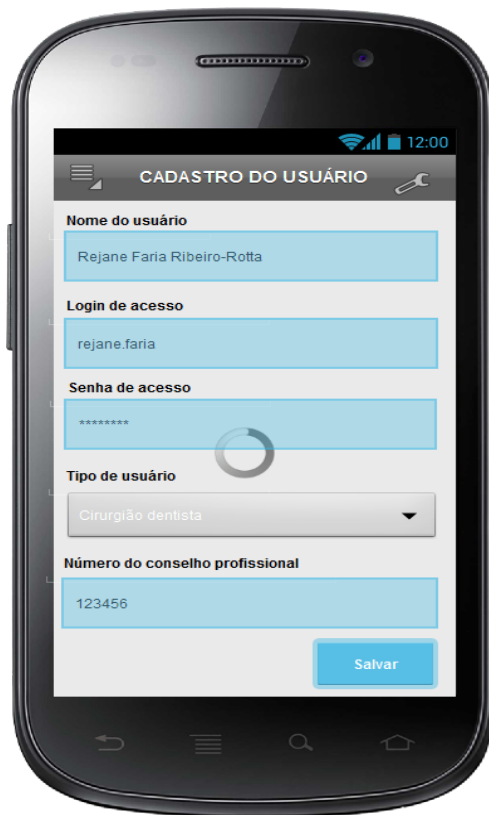 12:00
CADASTRO DO USUÁRIO
Nome do usuário
Rejane Faria Ribeiro-Rotta
Login de acesso
rejane.faria
Senha de acesso
********
Tipo de usuário
Cirurgião dentista
Número do conselho profissional
123456
Salvar